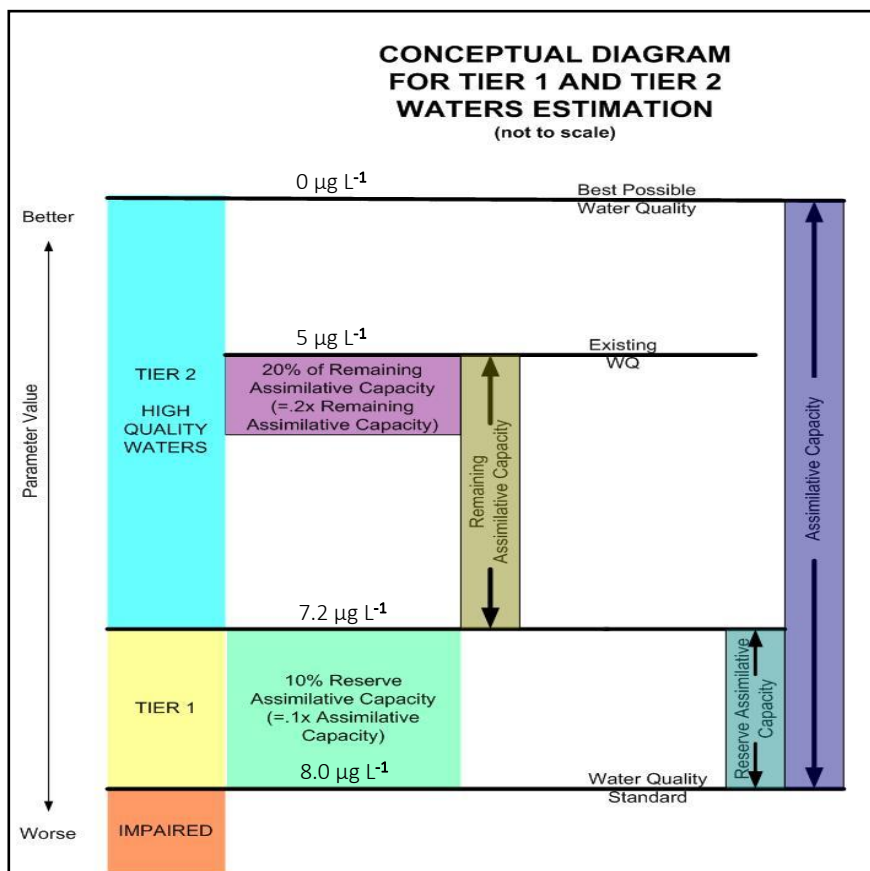 CONCEPTUAL DIAGRAM
FOR TIER 1 AND TIER 2
WATERS ESTIMATION
(not to scale)
0 µg L⁻¹
Best Possible
Water Quality
Better
Parameter Value
Worse
5 µg L⁻¹
Existing
WQ
TIER 2
HIGH
QUALITY
WATERS
20% of Remaining
Assimilative Capacity
(=.2x Remaining
Assimilative Capacity)
Remaining
Assimilative Capacity
Assimilative Capacity
7.2 µg L⁻¹
TIER 1
10% Reserve
Assimilative Capacity
(=.1x Assimilative
Capacity)
Reserve Assimilative
Capacity
8.0 µg L⁻¹
Water Quality
Standard
IMPAIRED